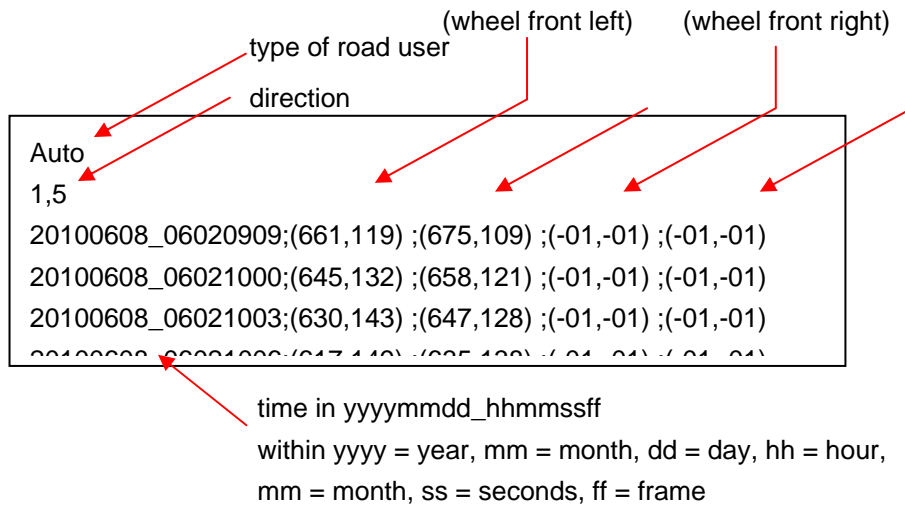 (wheel front left)
(wheel front right)
type of road user
direction
Auto
1,5
20100608_06020909;(661,119) ;(675,109) ;(-01,-01) ;(-01,-01)
20100608_06021000;(645,132) ;(658,121) ;(-01,-01) ;(-01,-01)
20100608_06021003;(630,143) ;(647,128) ;(-01,-01) ;(-01,-01)
time in yyyymmdd_hhmmssff
within yyyy = year, mm = month, dd = day, hh = hour,
mm = month, ss = seconds, ff = frame